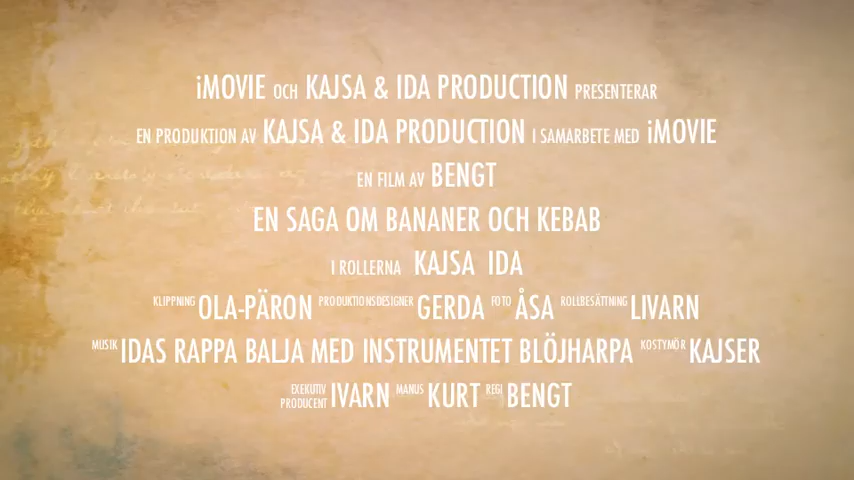 iMOVIE OCH KAJSA & IDA PRODUCTION PRESENTERAR
EN PRODUKTION AV KAJSA & IDA PRODUCTION I SAMARBETE MED iMOVIE
EN FILM AV BENGT
EN SAGA OM BANANER OCH KEBAB
I ROLLERNA KAJSA IDA
KLIPPNING OLA-PÄRON PRODUKTIONSDESIGNER GERDA FOTO ÅSA ROLLBESÄTTNING LIVARN
MUSIK IDAS RAPPA BALJA MED INSTRUMENTET BLÖJHARPA KOSTYMÖR KAJSER
EXEKUTIV PRODUCENT IVARN MANUS KURT REGI BENGT